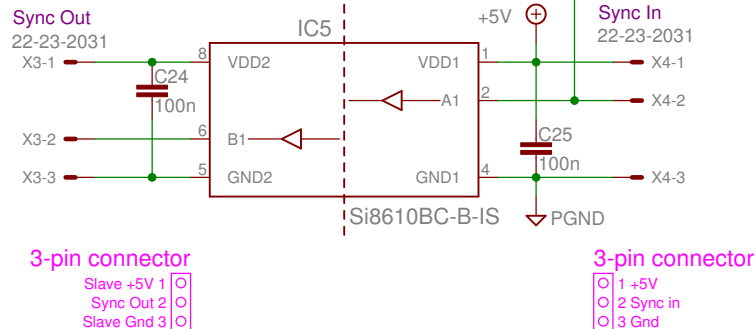 Sync Out
22-23-2031
IC5
+5V
Sync In
22-23-2031
X3-1
8
VDD2
VDD1
1
X4-1
C24
100n
A1
2
X4-2
X3-2
6
B1
C25
100n
X3-3
5
GND2
GND1
4
X4-3
Si8610BC-B-IS
PGND
3-pin connector
Slave +5V 1
Sync Out 2
Slave Gnd 3
3-pin connector
1 +5V
2 Sync in
3 Gnd